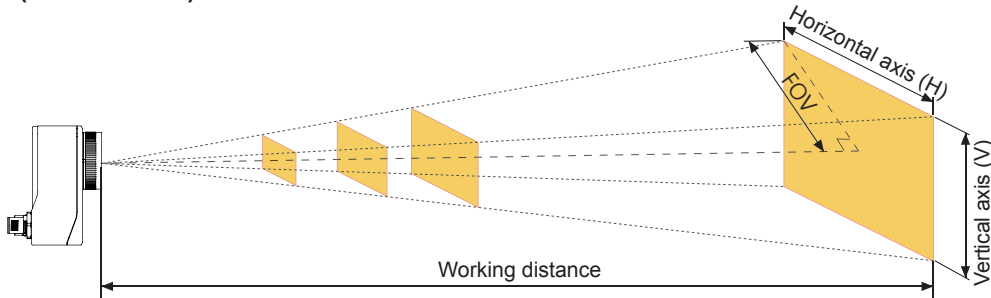 Horizontal axis (H)
FOV
Vertical axis (V)
Working distance